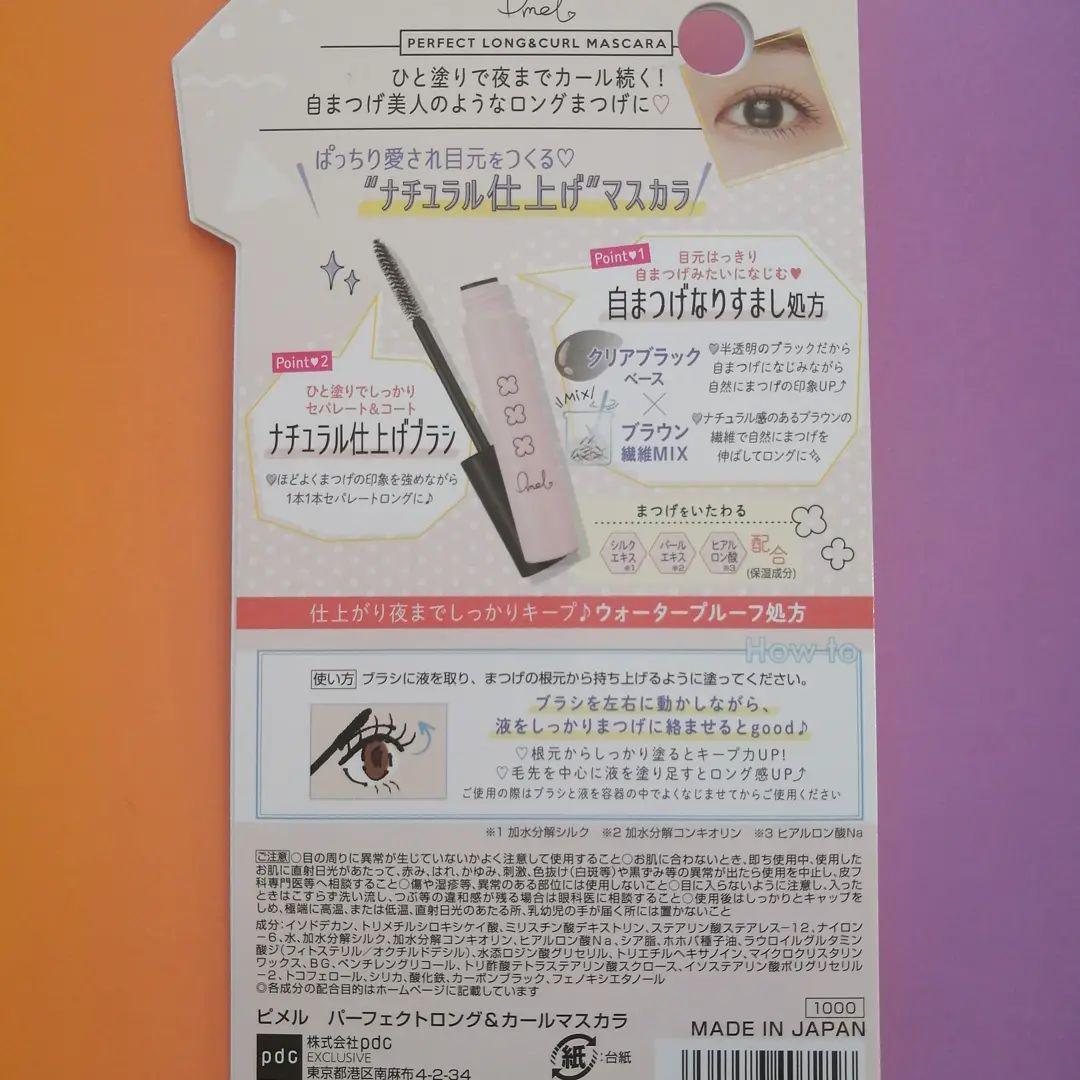 Pmel
PERFECT LONG&CURL MASCARA
ひと塗りで夜までカール続く!
自まつげ美人のようなロングまつげに♡
ぱっちり愛され目元をつくる♡
“ナチュラル仕上げ”マスカラ
Point♥1
目元はっきり
自まつげみたいになじむ♥
自まつげなりすまし処方
クリアブラック
ベース
Mix!
×
ブラウン
繊維MIX
♡半透明のブラックだから
自まつげになじみながら
自然にまつげの印象UP⤴
♡ナチュラル感のあるブラウンの
繊維で自然にまつげを
伸ばしてロングに
Point♥2
ひと塗りでしっかり
セパレート&コート
ナチュラル仕上げブラシ
♡ほどよくまつげの印象を強めながら
1本1本セパレートロングに♪
Pmel
まつげをいたわる
シルク
エキス
※1
パール
エキス
※2
ヒアル
ロン酸
※3
配合
(保湿成分)
仕上がり夜までしっかりキープ♪ウォータープルーフ処方
How to
使い方 ブラシに液を取り、まつげの根元から持ち上げるように塗ってください。
ブラシを左右に動かしながら、
液をしっかりまつげに絡ませるとgood♪
♡根元からしっかり塗るとキープ力UP!
♡毛先を中心に液を塗り足すとロング感UP⤴
ご使用の際はブラシと液を容器の中でよくなじませてからご使用ください
※1 加水分解シルク ※2 加水分解コンキオリン ※3 ヒアルロン酸Na
ご注意 ○目の周りに異常が生じていないかよく注意して使用すること○お肌に合わないとき、即ち使用中、使用した
お肌に直射日光があたって、赤み、はれ、かゆみ、刺激、色抜け(白斑等)や黒ずみ等の異常が出たら使用を中止し、皮フ
科専門医等へ相談すること○傷や湿疹等、異常のある部位には使用しないこと○目に入らないように注意し、入った
ときはこすらず洗い流し、つぶ等の違和感が残る場合は眼科医に相談すること○使用後はしっかりとキャップを
しめ、極端に高温、または低温、直射日光のあたる所、乳幼児の手が届く所には置かないこと
成分:イソドデカン、トリメチルシロキシケイ酸、ミリスチン酸デキストリン、ステアリン酸ステアレス-12、ナイロン
-6、水、加水分解シルク、加水分解コンキオリン、ヒアルロン酸Na、シア脂、ホホバ種子油、ラウロイルグルタミン
酸ジ(フィトステリル/オクチルドデシル)、水添ロジン酸グリセリル、トリエチルヘキサノイン、マイクロクリスタリン
ワックス、BG、ペンチレングリコール、トリ酢酸テトラステアリン酸スクロース、イソステアリン酸ポリグリセリル
-2、トコフェロール、シリカ、酸化鉄、カーボンブラック、フェノキシエタノール
◎各成分の配合目的はホームページに記載しています
1000
ピメル パーフェクトロング&カールマスカラ
MADE IN JAPAN
pdc
株式会社pdc
EXCLUSIVE
東京都港区南麻布4-2-34
紙
:台紙